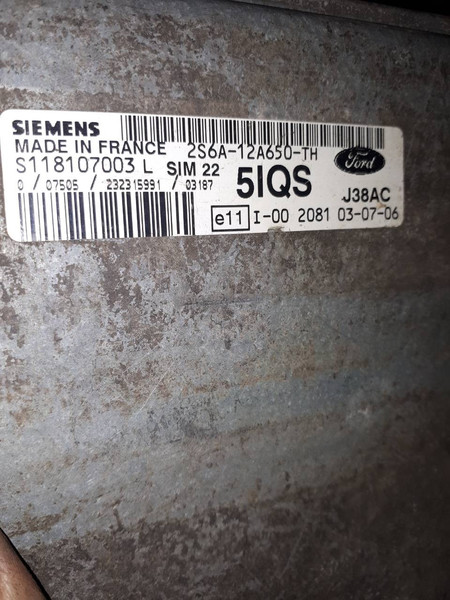 SIEMENS
MADE IN FRANCE 2S6A-12A650-TH
Ford
S118107003 L SIM 22
0 / 07505 / 232315991 / 03187
5IQS
J38AC
e11 I-00 2081 03-07-06